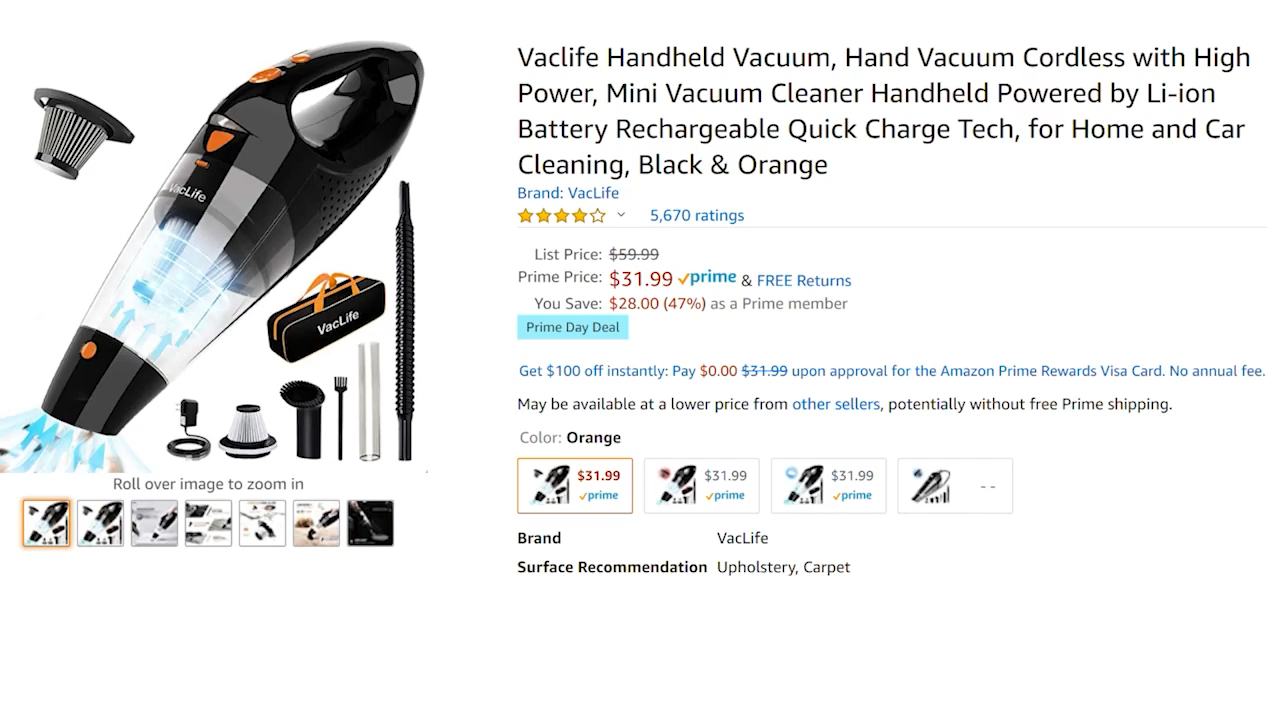 Vaclife Handheld Vacuum, Hand Vacuum Cordless with High
Power, Mini Vacuum Cleaner Handheld Powered by Li-ion
Battery Rechargeable Quick Charge Tech, for Home and Car
Cleaning, Black & Orange
Brand: VacLife
5,670 ratings
List Price: $59.99
Prime Price: $31.99 prime & FREE Returns
You Save: $28.00 (47%) as a Prime member
Prime Day Deal
Get $100 off instantly: Pay $0.00 $31.99 upon approval for the Amazon Prime Rewards Visa Card. No annual fee.
May be available at a lower price from other sellers, potentially without free Prime shipping.
Color: Orange
$31.99
prime
$31.99
prime
$31.99
prime
- -
Brand VacLife
Surface Recommendation Upholstery, Carpet
VacLife
VacLife
Roll over image to zoom in